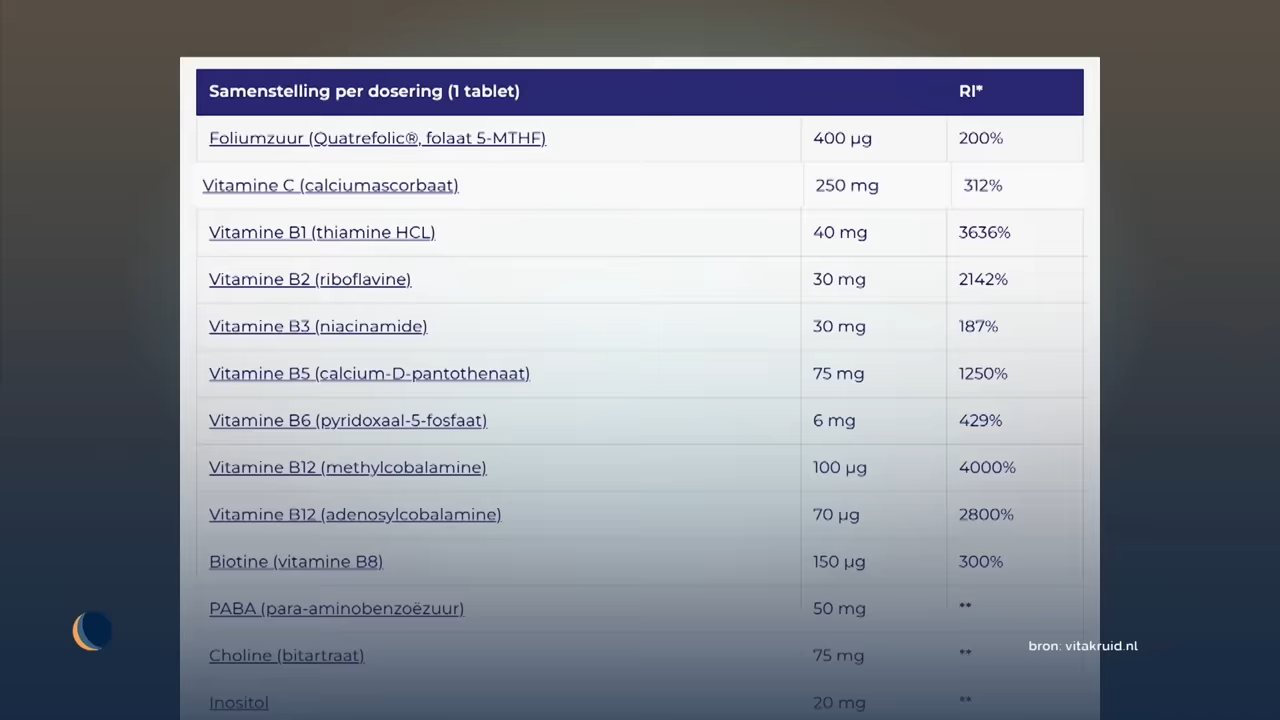 Samenstelling per dosering (1 tablet) RI*
Foliumzuur (Quatrefolic®, folaat 5-MTHF) 400 µg 200%
Vitamine C (calciumascorbaat) 250 mg 312%
Vitamine B1 (thiamine HCL) 40 mg 3636%
Vitamine B2 (riboflavine) 30 mg 2142%
Vitamine B3 (niacinamide) 30 mg 187%
Vitamine B5 (calcium-D-pantothenaat) 75 mg 1250%
Vitamine B6 (pyridoxaal-5-fosfaat) 6 mg 429%
Vitamine B12 (methylcobalamine) 100 µg 4000%
Vitamine B12 (adenosylcobalamine) 70 µg 2800%
Biotine (vitamine B8) 150 µg 300%
PABA (para-aminobenzoëzuur) 50 mg **
Choline (bitartraat) 75 mg **
Inositol 20 mg **
bron: vitakruid.nl